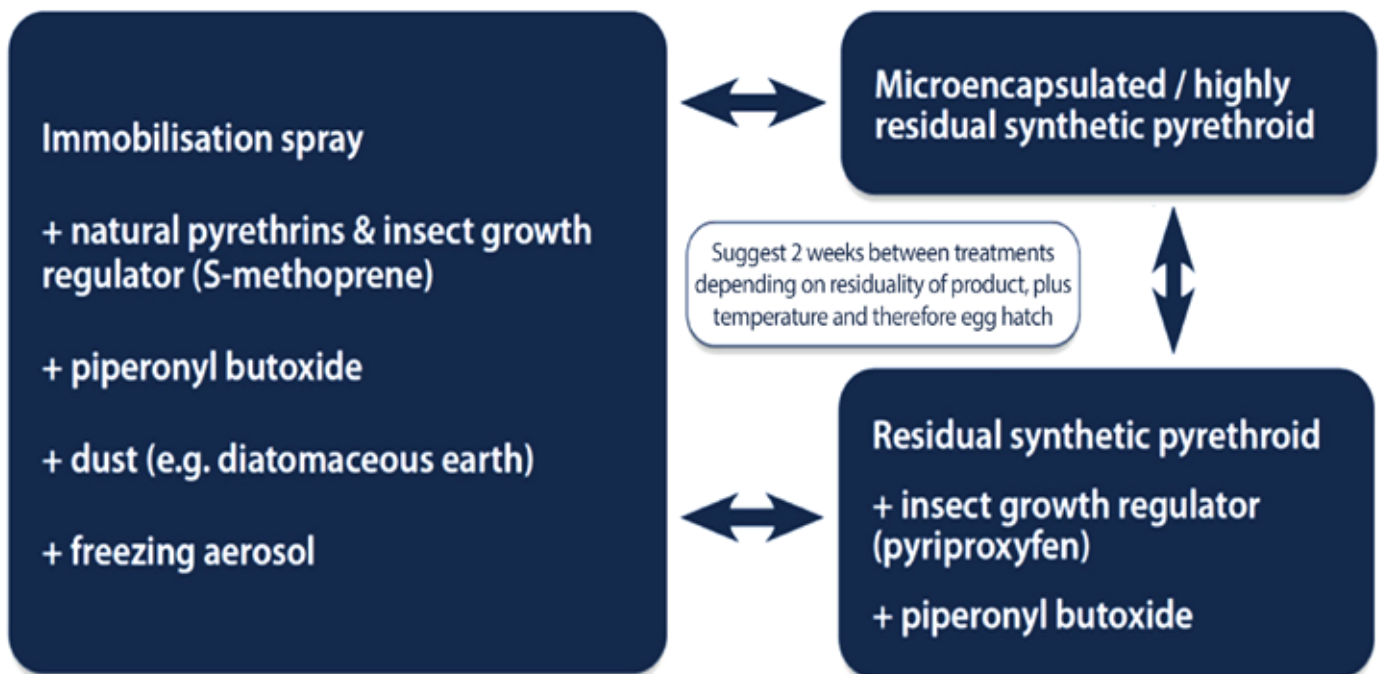 Immobilisation spray
+ natural pyrethrins & insect growth
regulator (S-methoprene)
+ piperonyl butoxide
+ dust (e.g. diatomaceous earth)
+ freezing aerosol
Microencapsulated / highly
residual synthetic pyrethroid
Suggest 2 weeks between treatments
depending on residuality of product, plus
temperature and therefore egg hatch
Residual synthetic pyrethroid
+ insect growth regulator
(pyriproxyfen)
+ piperonyl butoxide